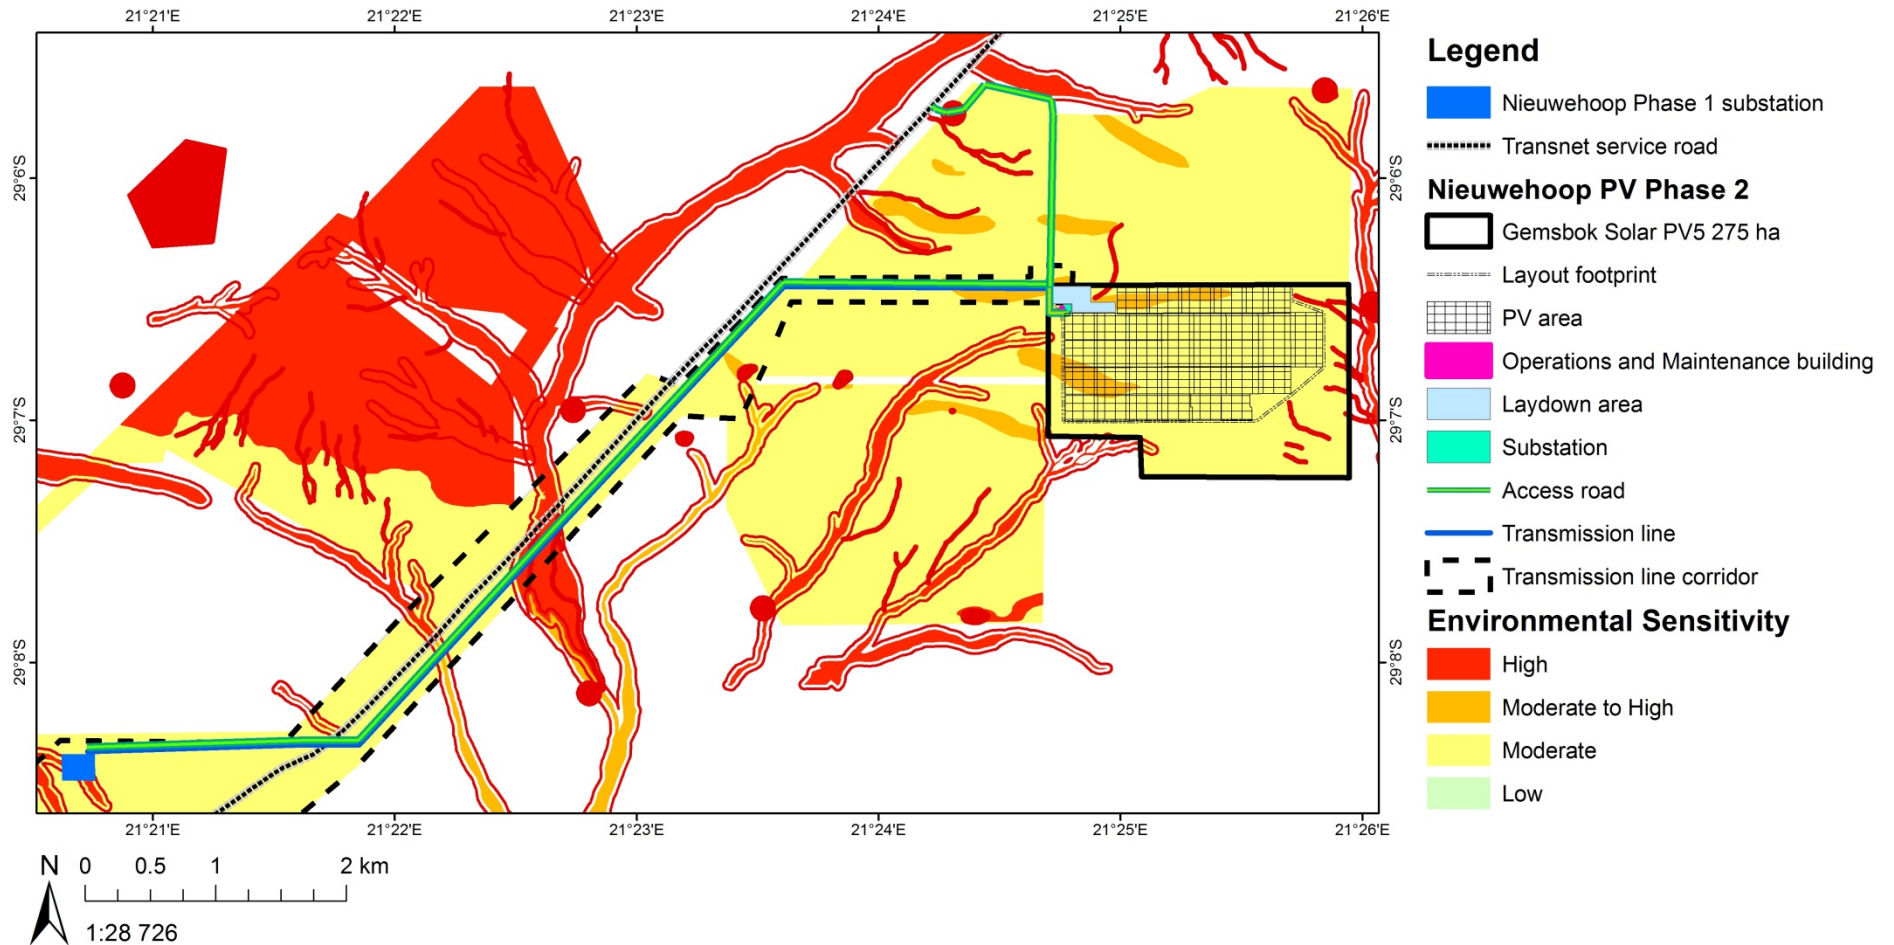 21°21'E 21°22'E 21°23'E 21°24'E 21°25'E 21°26'E
29°6'S 29°6'S
29°7'S 29°7'S
29°8'S 29°8'S
21°21'E 21°22'E 21°23'E 21°24'E 21°25'E 21°26'E
N 0 0.5 1 2 km
1:28 726
Legend
Nieuwehoop Phase 1 substation
Transnet service road
Nieuwehoop PV Phase 2
Gemsbok Solar PV5 275 ha
Layout footprint
PV area
Operations and Maintenance building
Laydown area
Substation
Access road
Transmission line
Transmission line corridor
Environmental Sensitivity
High
Moderate to High
Moderate
Low